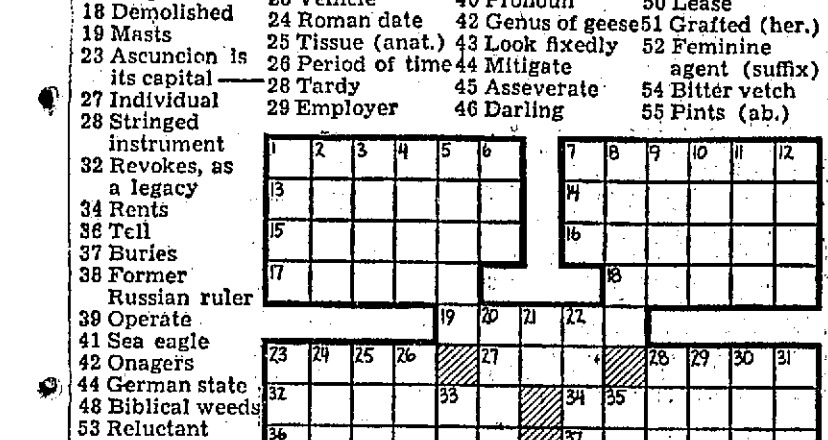 18 Demolished
19 Masts
23 Ascuncion is
its capital
27 Individual
28 Stringed
instrument
32 Revokes, as
a legacy
34 Rents
36 Tell
37 Buries
38 Former
Russian ruler
39 Operate
41 Sea eagle
42 Onagers
44 German state
48 Biblical weeds
53 Reluctant
24 Roman date
25 Tissue (anat.)
26 Period of time
28 Tardy
29 Employer
42 Genus of geese
43 Look fixedly
44 Mitigate
45 Asseverate
46 Darling
50 Lease
51 Grafted (her.)
52 Feminine
agent (suffix)
54 Bitter vetch
55 Pints (ab.)
1 2 3 4 5 6 7 8 9 10 11 12
13 14
15 16
17 18
19 20 21 22
23 24 25 26 27 28 29 30 31
32 33 34 35
36 37